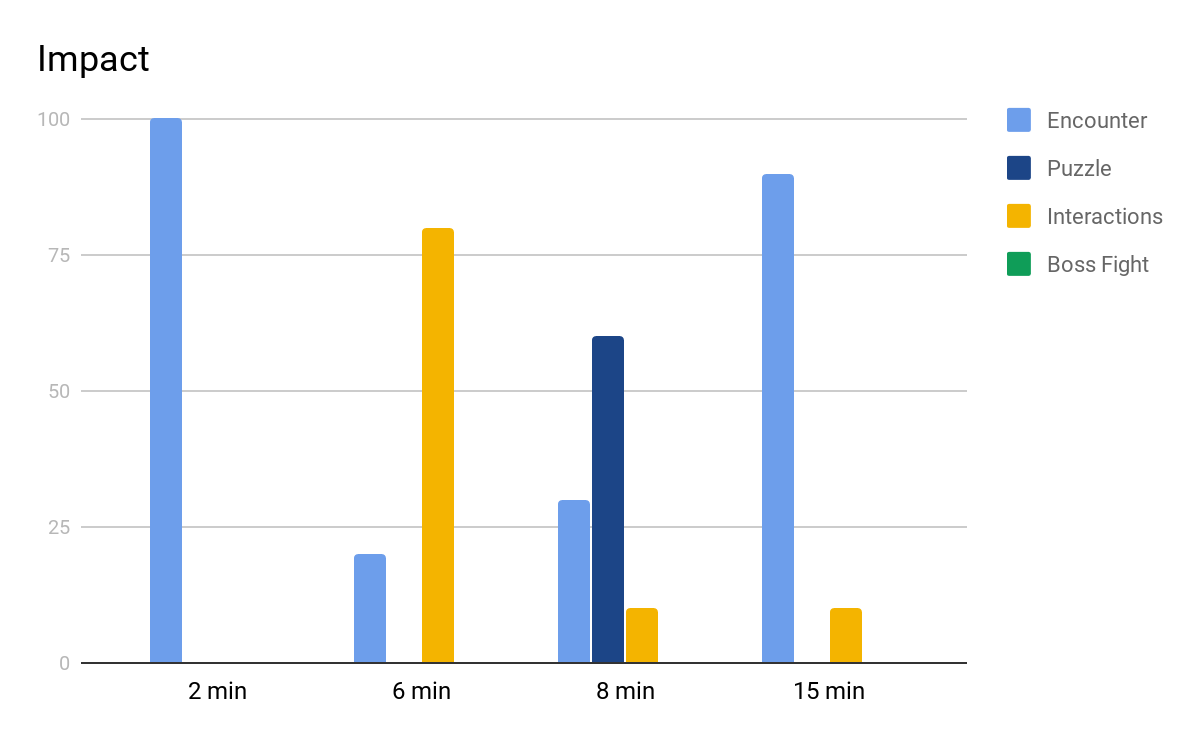 Impact
100
75
50
25
0
2 min
6 min
8 min
15 min
Encounter
Puzzle
Interactions
Boss Fight